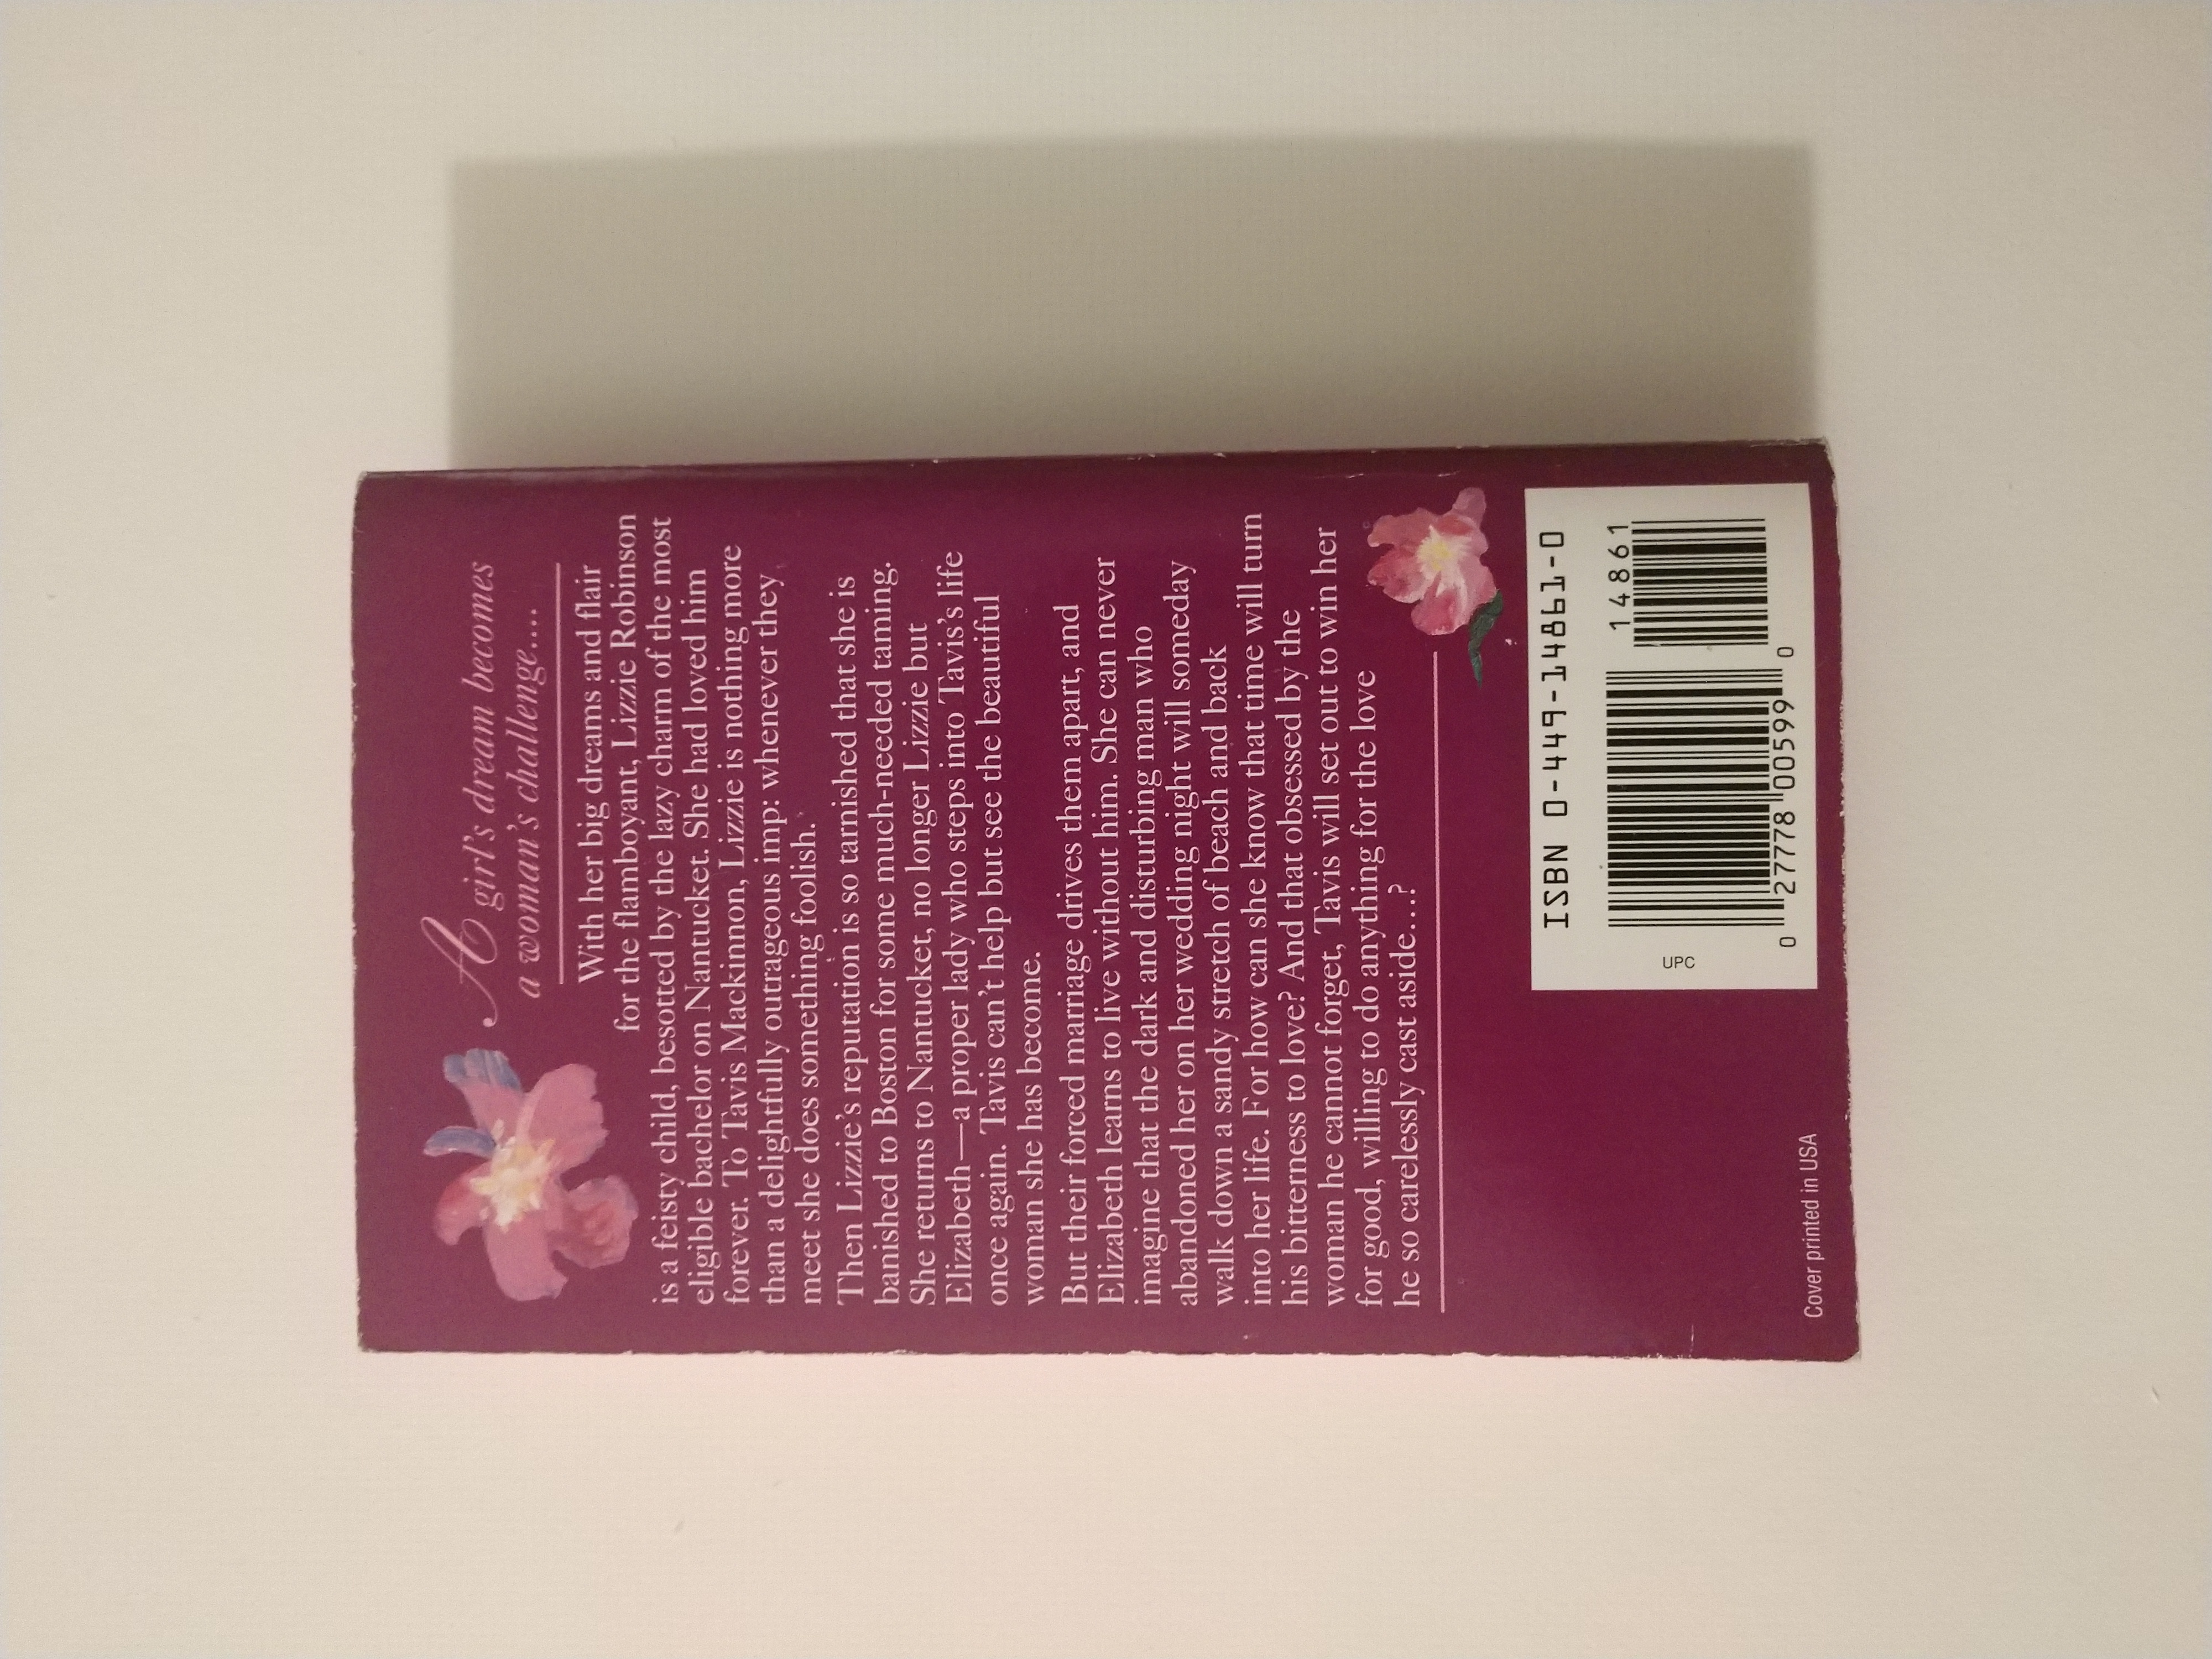 A girl's dream becomes
a woman's challenge....
With her big dreams and flair
for the flamboyant, Lizzie Robinson
is a feisty child, besotted by the lazy charm of the most
eligible bachelor on Nantucket. She had loved him
forever. To Tavis Mackinnon, Lizzie is nothing more
than a delightfully outrageous imp: whenever they
meet she does something foolish.
Then Lizzie's reputation is so tarnished that she is
banished to Boston for some much-needed taming.
She returns to Nantucket, no longer Lizzie but
Elizabeth—a proper lady who steps into Tavis's life
once again. Tavis can't help but see the beautiful
woman she has become.
But their forced marriage drives them apart, and
Elizabeth learns to live without him. She can never
imagine that the dark and disturbing man who
abandoned her on her wedding night will someday
walk down a sandy stretch of beach and back
into her life. For how can she know that time will turn
his bitterness to love? And that obsessed by the
woman he cannot forget, Tavis will set out to win her
for good, willing to do anything for the love
he so carelessly cast aside....?
ISBN 0-449-14861-0
14861
UPC
0 27778 00599 0
Cover printed in USA